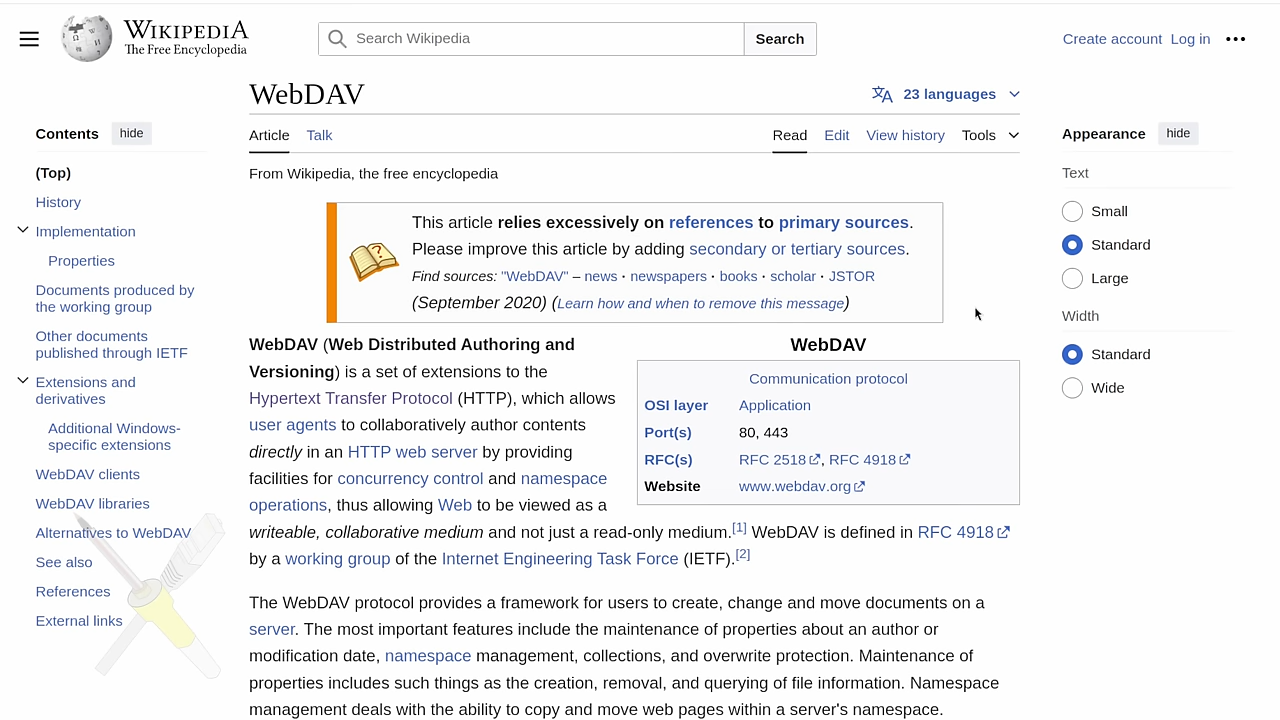 WIKIPEDIA
The Free Encyclopedia
Search Wikipedia
Search
Create account Log in
WebDAV
23 languages
Article Talk
Read Edit View history Tools
From Wikipedia, the free encyclopedia
Contents hide
(Top)
History
Implementation
Properties
Documents produced by
the working group
Other documents
published through IETF
Extensions and
derivatives
Additional Windows-
specific extensions
WebDAV clients
WebDAV libraries
Alternatives to WebDAV
See also
References
External links
This article relies excessively on references to primary sources.
Please improve this article by adding secondary or tertiary sources.
Find sources: "WebDAV" – news · newspapers · books · scholar · JSTOR
(September 2020) (Learn how and when to remove this message)
WebDAV (Web Distributed Authoring and
Versioning) is a set of extensions to the
Hypertext Transfer Protocol (HTTP), which allows
user agents to collaboratively author contents
directly in an HTTP web server by providing
facilities for concurrency control and namespace
operations, thus allowing Web to be viewed as a
writeable, collaborative medium and not just a read-only medium.[1] WebDAV is defined in RFC 4918
by a working group of the Internet Engineering Task Force (IETF).[2]
WebDAV
Communication protocol
OSI layer Application
Port(s) 80, 443
RFC(s) RFC 2518, RFC 4918
Website www.webdav.org
The WebDAV protocol provides a framework for users to create, change and move documents on a
server. The most important features include the maintenance of properties about an author or
modification date, namespace management, collections, and overwrite protection. Maintenance of
properties includes such things as the creation, removal, and querying of file information. Namespace
management deals with the ability to copy and move web pages within a server's namespace.
Appearance hide
Text
Small
Standard
Large
Width
Standard
Wide